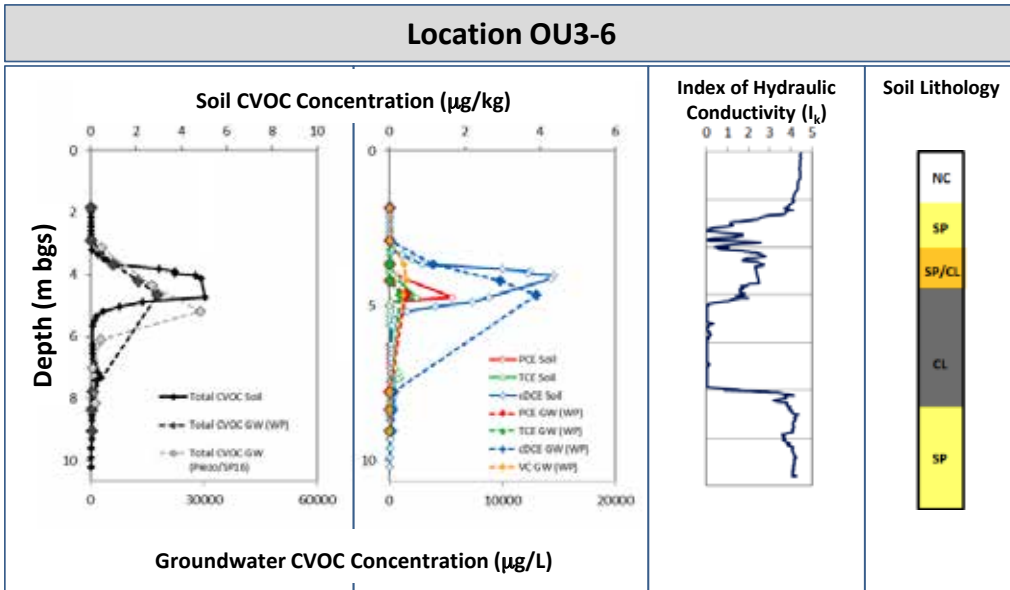 Location OU3-6
Soil CVOC Concentration (µg/kg)
0 2 4 6 8 10
0 2 4 6
Index of Hydraulic
Conductivity (Ik)
0 1 2 3 4 5
Soil Lithology
Depth (m bgs)
0
2
4
6
8
10
0
5
10
Total CVOC Soil
Total CVOC GW (WP)
Total CVOC GW
(Piezo/SP16)
PCE Soil
TCE Soil
cDCE Soil
PCE GW (WP)
TCE GW (WP)
cDCE GW (WP)
VC GW (WP)
NC
SP
SP/CL
CL
SP
0 30000 60000
0 10000 20000
Groundwater CVOC Concentration (µg/L)